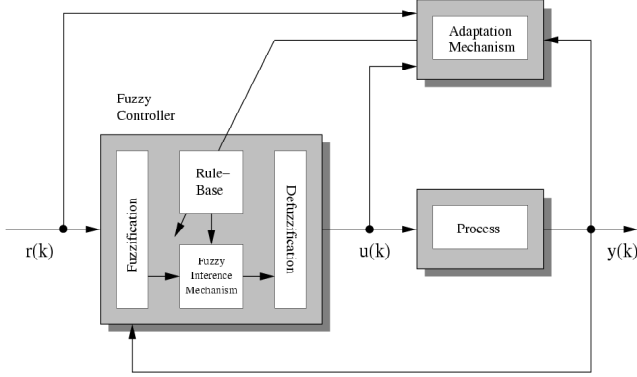 Adaptation
Mechanism
Fuzzy
Controller
Fuzzification
Rule–
Base
Fuzzy
Inference
Mechanism
Defuzzification
Process
r(k)
u(k)
y(k)